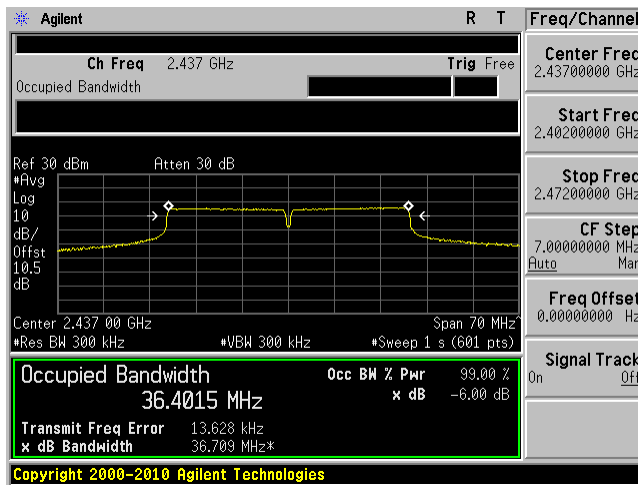 Agilent R T
Ch Freq 2.437 GHz Trig Free
Occupied Bandwidth
Ref 30 dBm Atten 30 dB
#Avg
Log
10
dB/
Offst
10.5
dB
Center 2.437 00 GHz Span 70 MHz^
#Res BW 300 kHz #VBW 300 kHz #Sweep 1 s (601 pts)
Occupied Bandwidth Occ BW % Pwr 99.00 %
36.4015 MHz x dB -6.00 dB
Transmit Freq Error 13.628 kHz
x dB Bandwidth 36.709 MHz*
Copyright 2000-2010 Agilent Technologies
Freq/Channel
Center Freq
2.43700000 GHz
Start Freq
2.40200000 GHz
Stop Freq
2.47200000 GHz
CF Step
7.00000000 MHz
Auto Man
Freq Offset
0.00000000 Hz
Signal Track
On Off